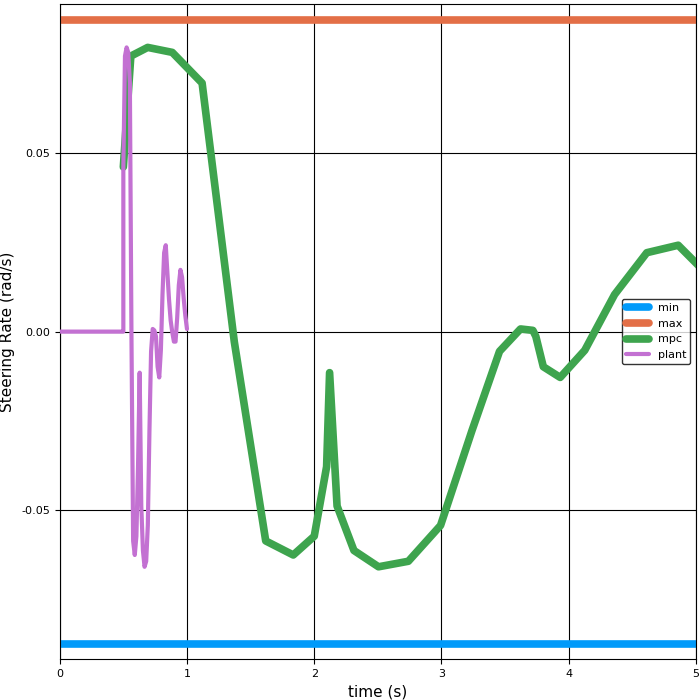 Steering Rate (rad/s)
0.05
0.00
-0.05
min
max
mpc
plant
0 1 2 3 4 5
time (s)